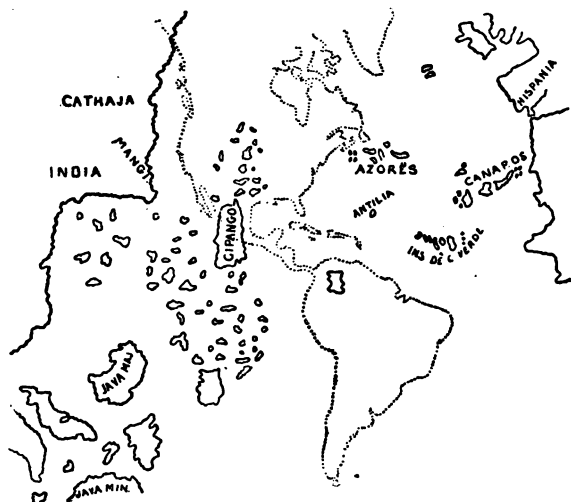 CATHAJA
MANGI
INDIA
HISPANIA
AZORES
CANAPOS
ANTILIA
CIPANGO
INS DE C VERDE
JAVA MAJ
JAVA MIN.